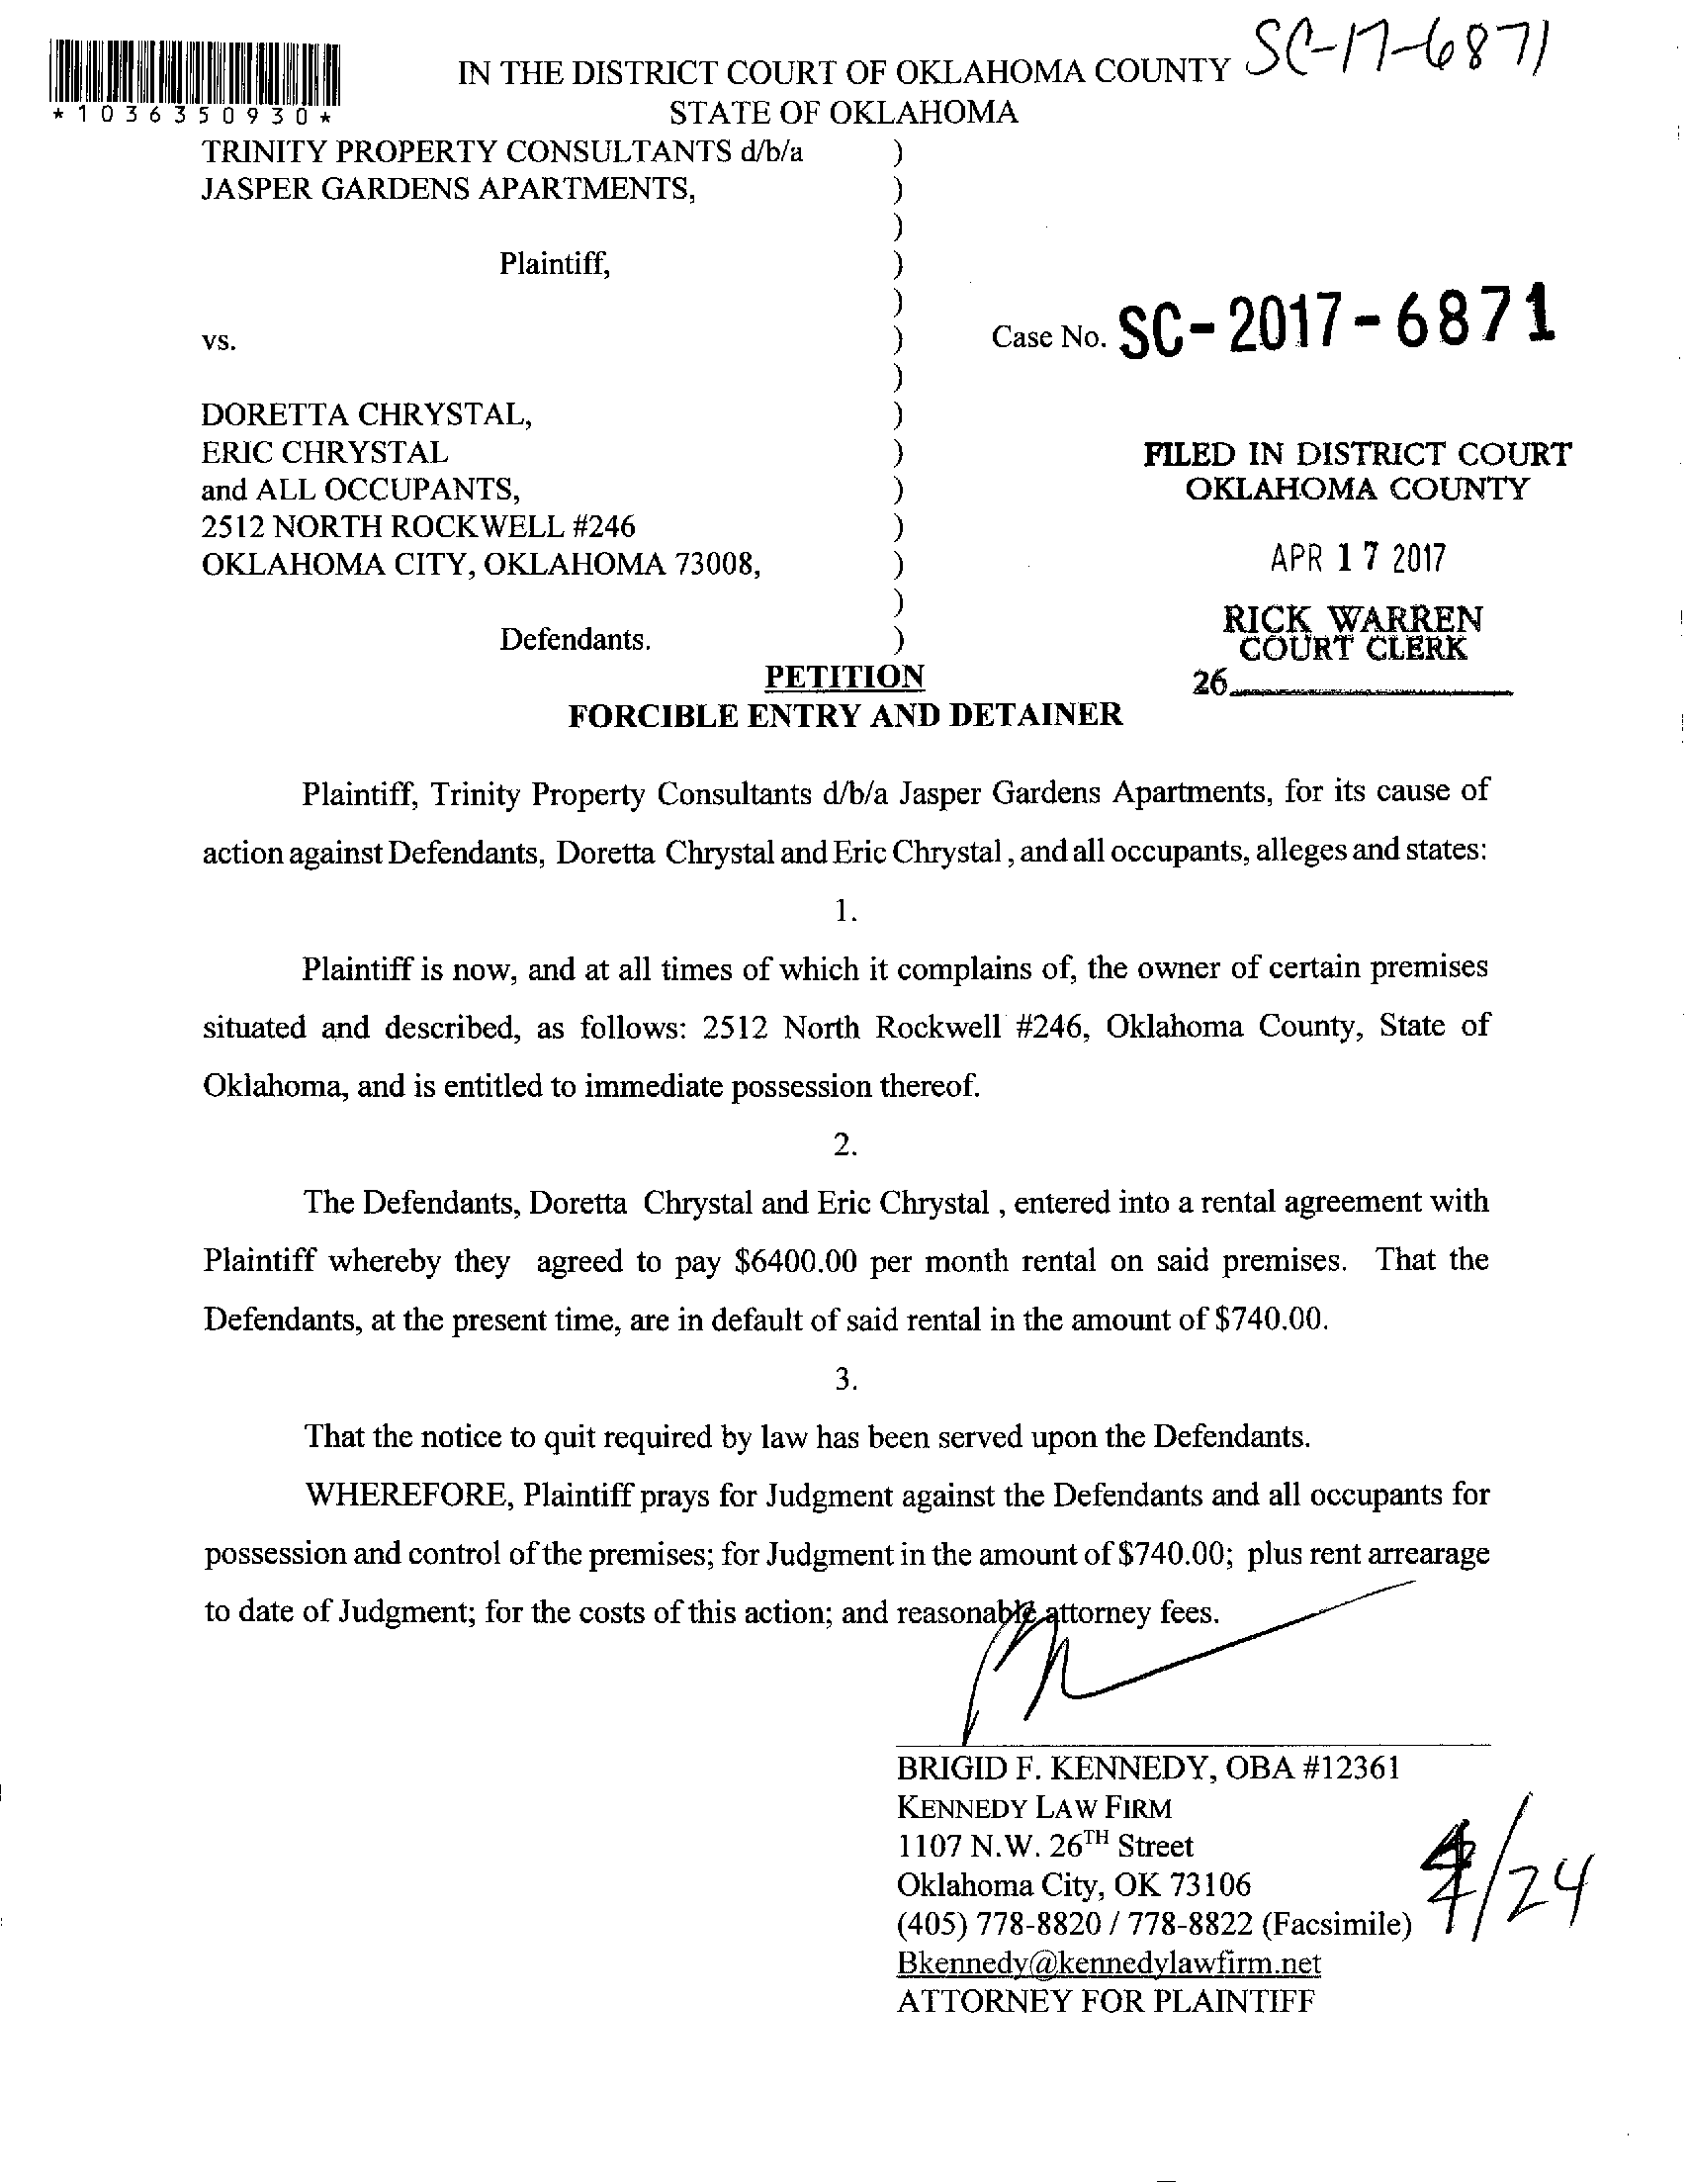 SC-17-6871
IN THE DISTRICT COURT OF OKLAHOMA COUNTY
STATE OF OKLAHOMA
*1036350930*
TRINITY PROPERTY CONSULTANTS d/b/a )
JASPER GARDENS APARTMENTS, )
)
Plaintiff, )
)
vs. )
Case No. SC-2017-6871
)
DORETTA CHRYSTAL, )
ERIC CHRYSTAL )
and ALL OCCUPANTS, )
2512 NORTH ROCKWELL #246 )
OKLAHOMA CITY, OKLAHOMA 73008, )
)
Defendants. )
FILED IN DISTRICT COURT
OKLAHOMA COUNTY
APR 17 2017
RICK WARREN
COURT CLERK
26
PETITION
FORCIBLE ENTRY AND DETAINER
Plaintiff, Trinity Property Consultants d/b/a Jasper Gardens Apartments, for its cause of
action against Defendants, Doretta Chrystal and Eric Chrystal , and all occupants, alleges and states:
1.
Plaintiff is now, and at all times of which it complains of, the owner of certain premises
situated and described, as follows: 2512 North Rockwell #246, Oklahoma County, State of
Oklahoma, and is entitled to immediate possession thereof.
2.
The Defendants, Doretta Chrystal and Eric Chrystal , entered into a rental agreement with
Plaintiff whereby they agreed to pay $6400.00 per month rental on said premises. That the
Defendants, at the present time, are in default of said rental in the amount of $740.00.
3.
That the notice to quit required by law has been served upon the Defendants.
WHEREFORE, Plaintiff prays for Judgment against the Defendants and all occupants for
possession and control of the premises; for Judgment in the amount of $740.00; plus rent arrearage
to date of Judgment; for the costs of this action; and reasonable attorney fees.
BRIGID F. KENNEDY, OBA #12361
KENNEDY LAW FIRM
1107 N.W. 26TH Street
Oklahoma City, OK 73106
(405) 778-8820 / 778-8822 (Facsimile)
Bkennedy@kennedylawfirm.net
ATTORNEY FOR PLAINTIFF
4/24